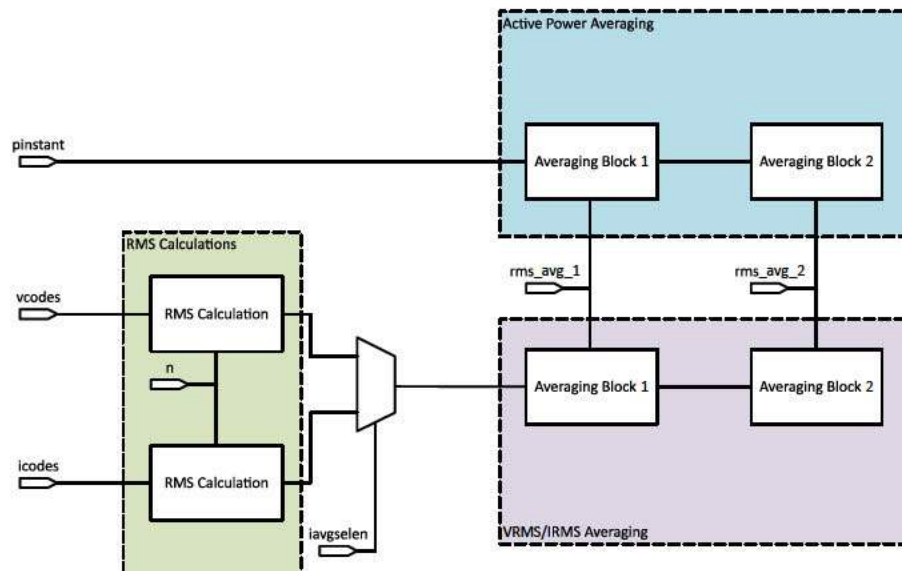 Active Power Averaging
pinstant
Averaging Block 1
Averaging Block 2
RMS Calculations
rms_avg_1
rms_avg_2
vcodes
RMS Calculation
n
Averaging Block 1
Averaging Block 2
icodes
RMS Calculation
iavgselen
VRMS/IRMS Averaging